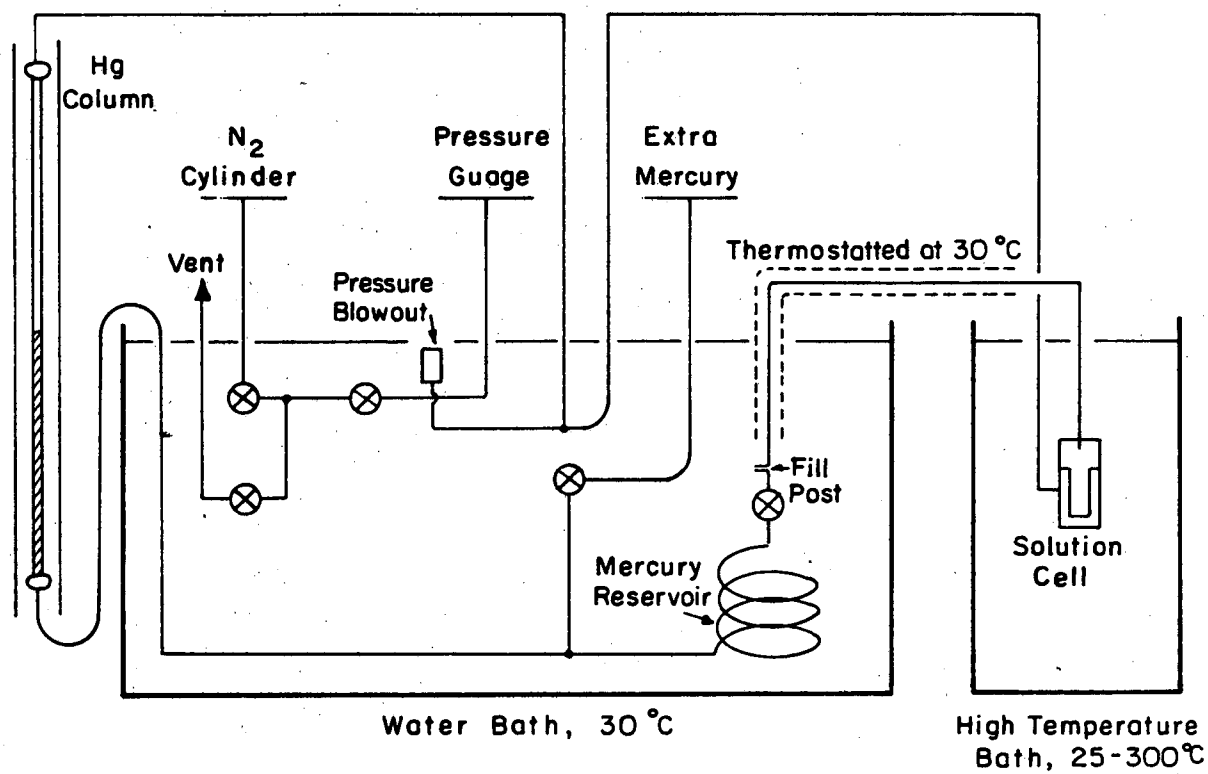 Hg
Column
N2
Cylinder
Pressure
Guage
Extra
Mercury
Vent
Pressure
Blowout
Thermostatted at 30 °C
Fill
Post
Mercury
Reservoir
Solution
Cell
Water Bath, 30 °C
High Temperature
Bath, 25-300°C